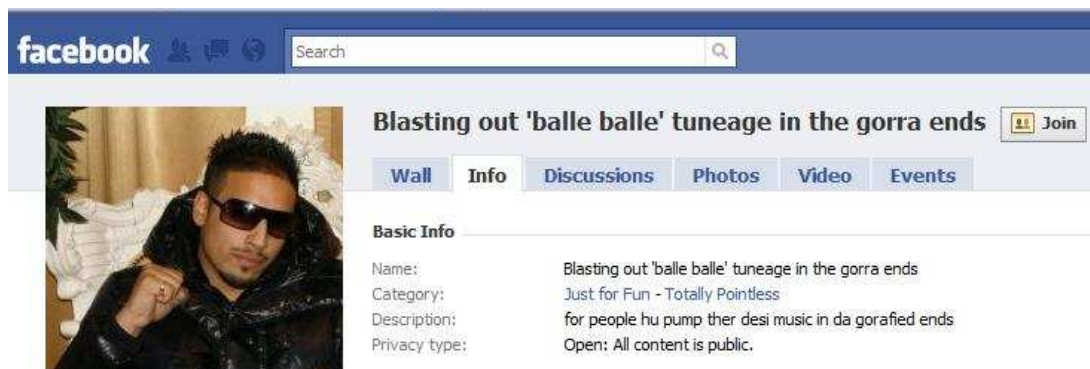 facebook Search
Blasting out 'balle balle' tuneage in the gorra ends Join
Wall Info Discussions Photos Video Events
Basic Info
Name: Blasting out 'balle balle' tuneage in the gorra ends
Category: Just for Fun - Totally Pointless
Description: for people hu pump ther desi music in da gorafied ends
Privacy type: Open: All content is public.